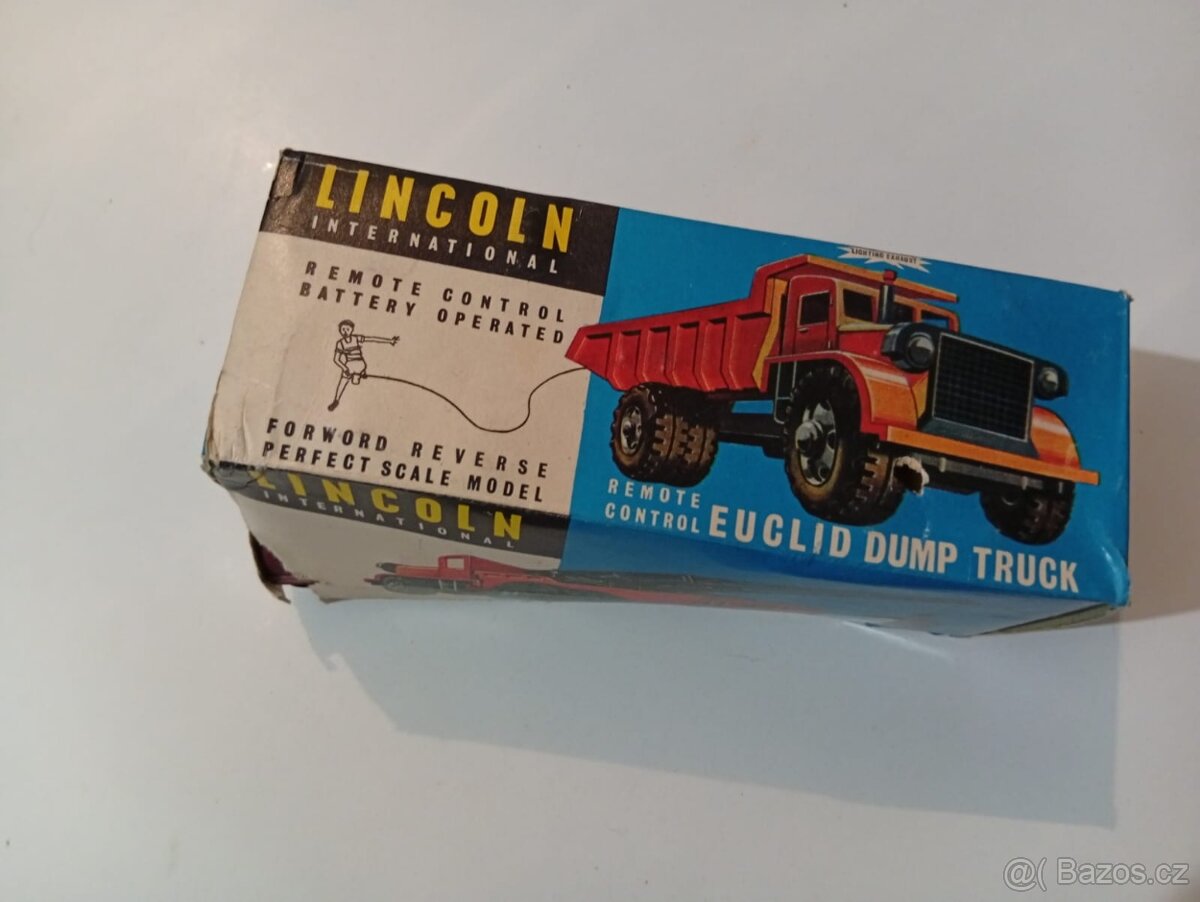 LINCOLN
INTERNATIONAL
REMOTE CONTROL
BATTERY OPERATED
FORWORD REVERSE
PERFECT SCALE MODEL
LIGHTING EXHAUST
REMOTE
CONTROL EUCLID DUMP TRUCK
LINCOLN
INTERNATIONAL
@( Bazos.cz